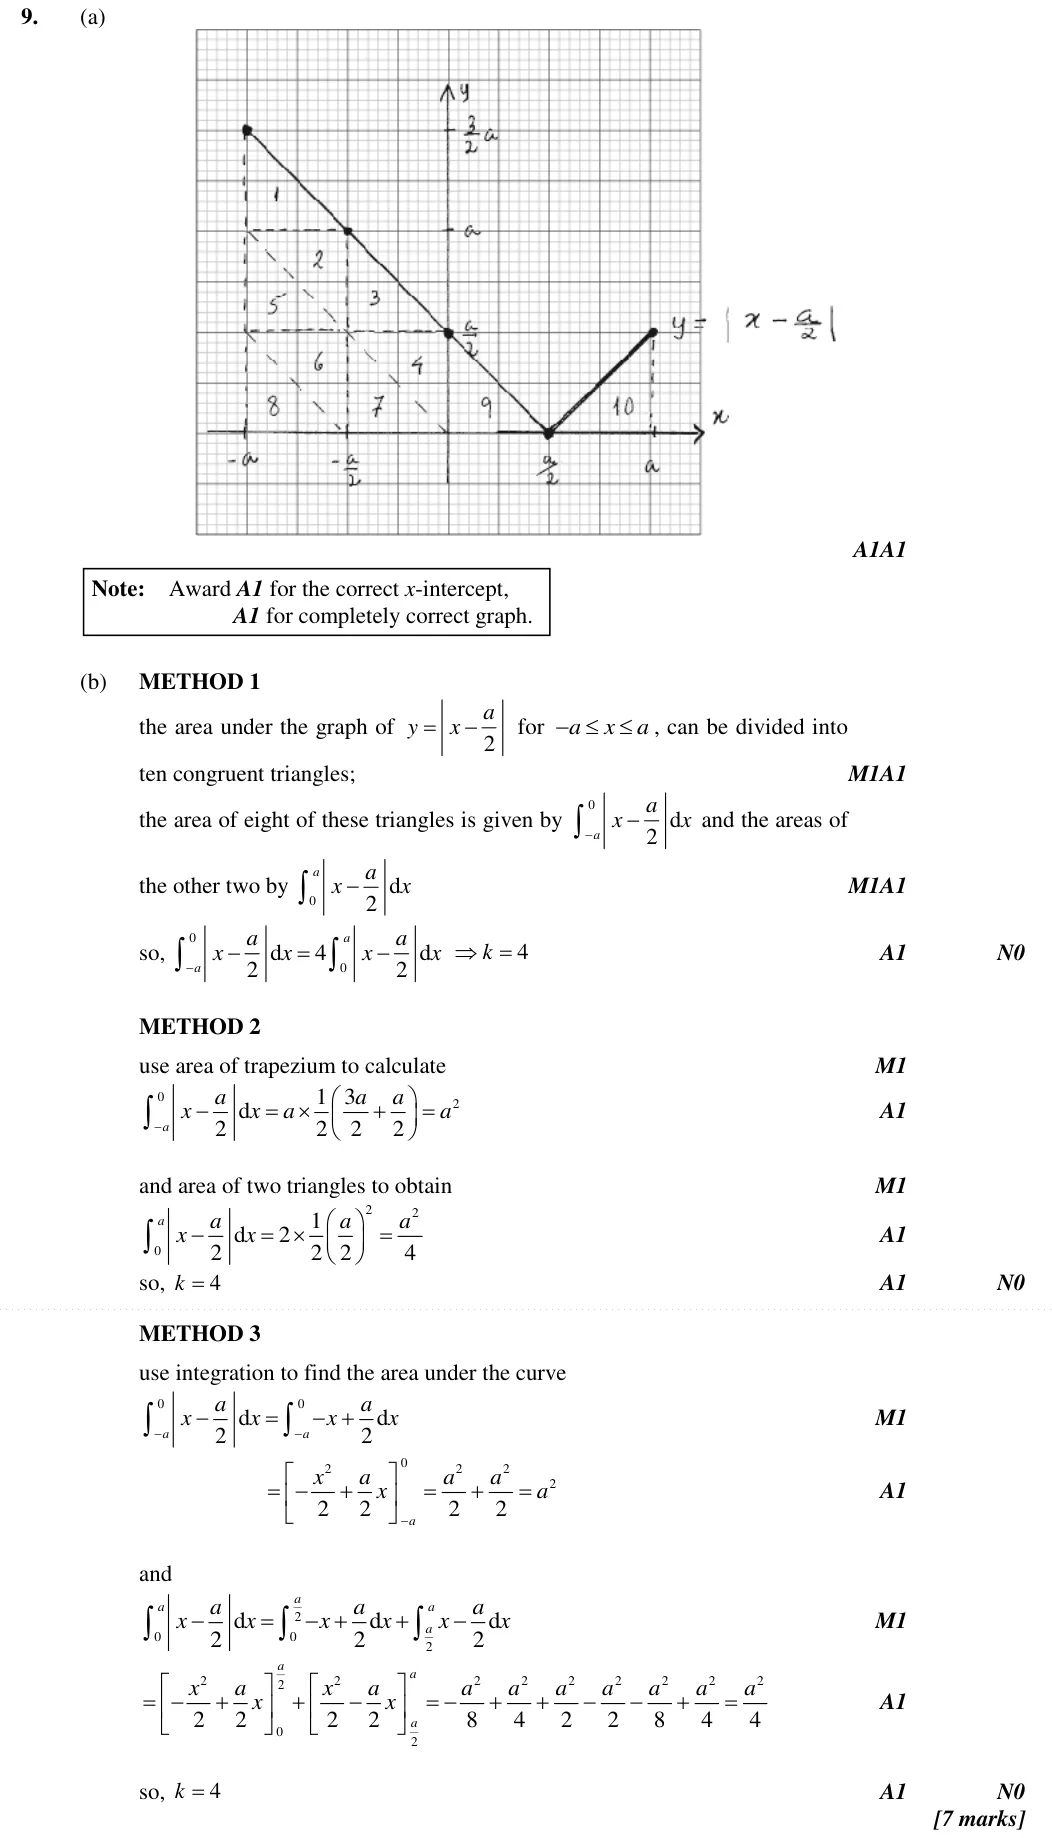 9. (a)
y
3/2 a
1
a
2
3
5
a/2
y = | x − a/2 |
6
4
8
7
9
10
x
−a
−a/2
a/2
a
A1A1
Note: Award A1 for the correct x-intercept,
A1 for completely correct graph.
(b) METHOD 1
the area under the graph of y = |x − a/2| for −a ≤ x ≤ a , can be divided into
ten congruent triangles; M1A1
the area of eight of these triangles is given by ∫_{−a}^{0} |x − a/2| dx and the areas of
the other two by ∫_{0}^{a} |x − a/2| dx M1A1
so, ∫_{−a}^{0} |x − a/2| dx = 4∫_{0}^{a} |x − a/2| dx ⇒ k = 4 A1 N0
METHOD 2
use area of trapezium to calculate M1
∫_{−a}^{0} |x − a/2| dx = a × 1/2 (3a/2 + a/2) = a² A1
and area of two triangles to obtain M1
∫_{0}^{a} |x − a/2| dx = 2 × 1/2 (a/2)² = a²/4 A1
so, k = 4 A1 N0
METHOD 3
use integration to find the area under the curve
∫_{−a}^{0} |x − a/2| dx = ∫_{−a}^{0} −x + a/2 dx M1
= [−x²/2 + a/2 x]_{−a}^{0} = a²/2 + a²/2 = a² A1
and
∫_{0}^{a} |x − a/2| dx = ∫_{0}^{a/2} −x + a/2 dx + ∫_{a/2}^{a} x − a/2 dx M1
= [−x²/2 + a/2 x]_{0}^{a/2} + [x²/2 − a/2 x]_{a/2}^{a} = −a²/8 + a²/4 + a²/2 − a²/2 − a²/8 + a²/4 = a²/4 A1
so, k = 4 A1 N0
[7 marks]